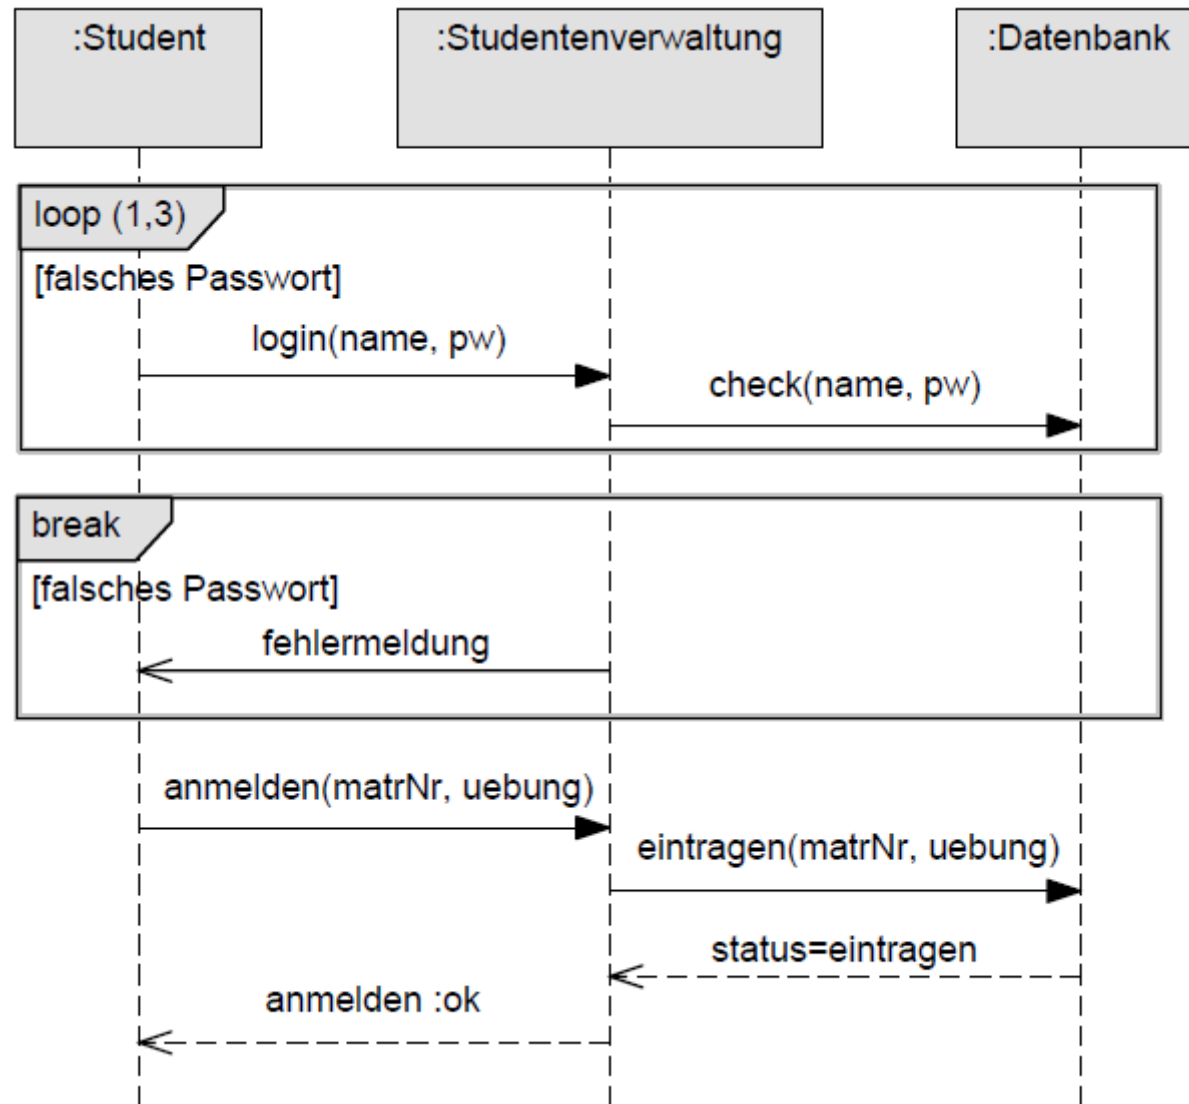 :Student
:Studentenverwaltung
:Datenbank
loop (1,3)
[falsches Passwort]
login(name, pw)
check(name, pw)
break
[falsches Passwort]
fehlermeldung
anmelden(matrNr, uebung)
eintragen(matrNr, uebung)
status=eintragen
anmelden :ok